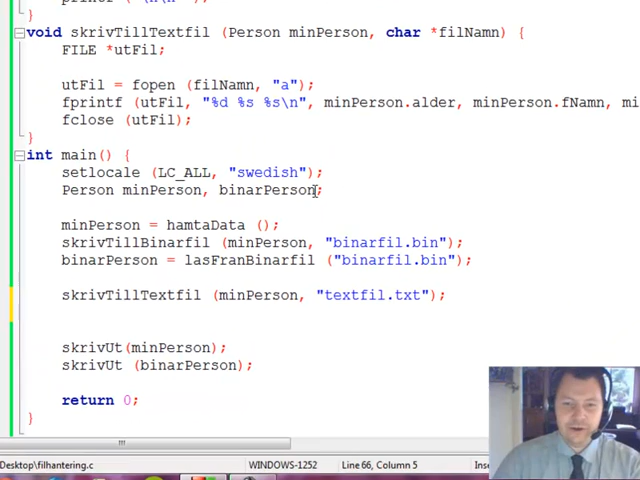 void skrivTillTextfil (Person minPerson, char *filNamn) {
FILE *utFil;
utFil = fopen (filNamn, "a");
fprintf (utFil, "%d %s %s\n", minPerson.alder, minPerson.fNamn, mi
fclose (utFil);
}
int main() {
setlocale (LC_ALL, "swedish");
Person minPerson, binarPerson;
minPerson = hamtaData ();
skrivTillBinarfil (minPerson, "binarfil.bin");
binarPerson = lasFranBinarfil ("binarfil.bin");
skrivTillTextfil (minPerson, "textfil.txt");
skrivUt(minPerson);
skrivUt (binarPerson);
return 0;
}
Desktop\filhantering.c WINDOWS-1252 Line 66, Column 5 Inse